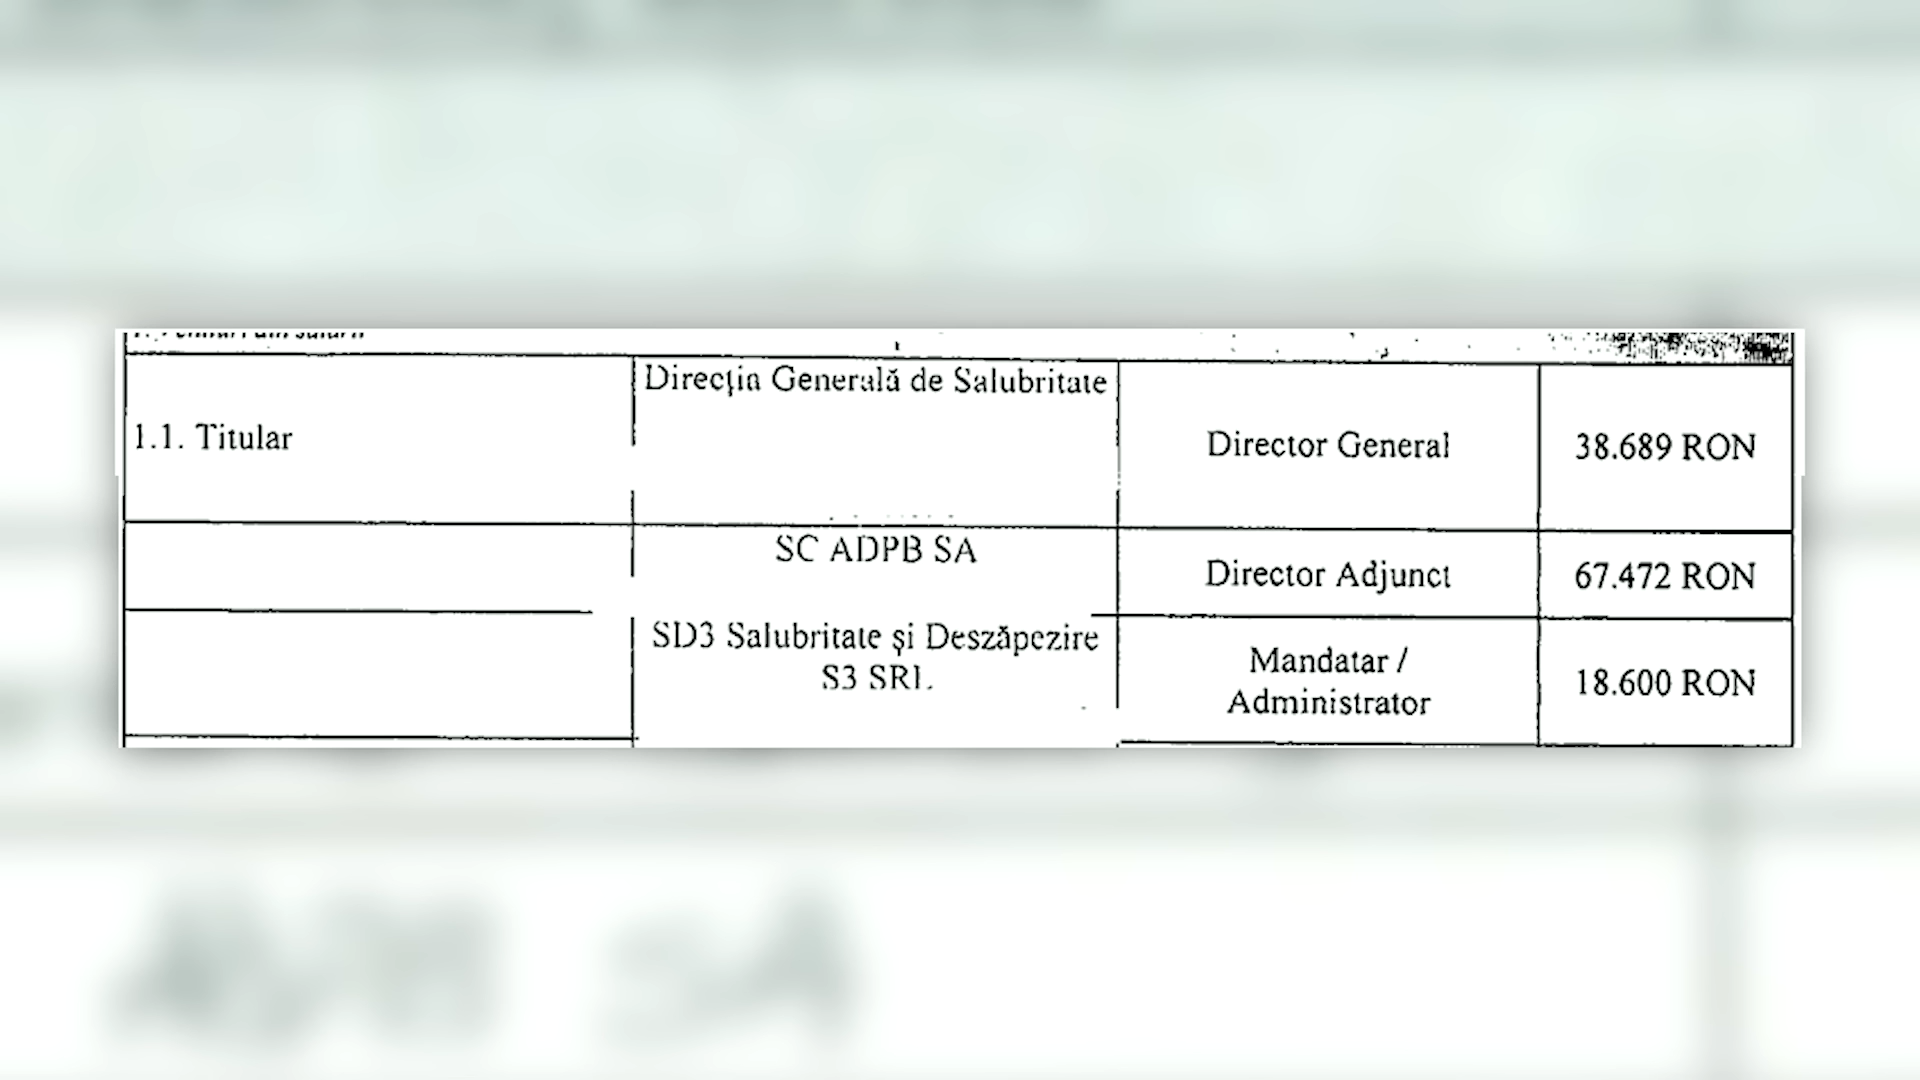 Direcția Generală de Salubritate
1.1. Titular
Director General
38.689 RON
SC ADPB SA
Director Adjunct
67.472 RON
SD3 Salubritate și Deszăpezire
S3 SRL
Mandatar /
Administrator
18.600 RON